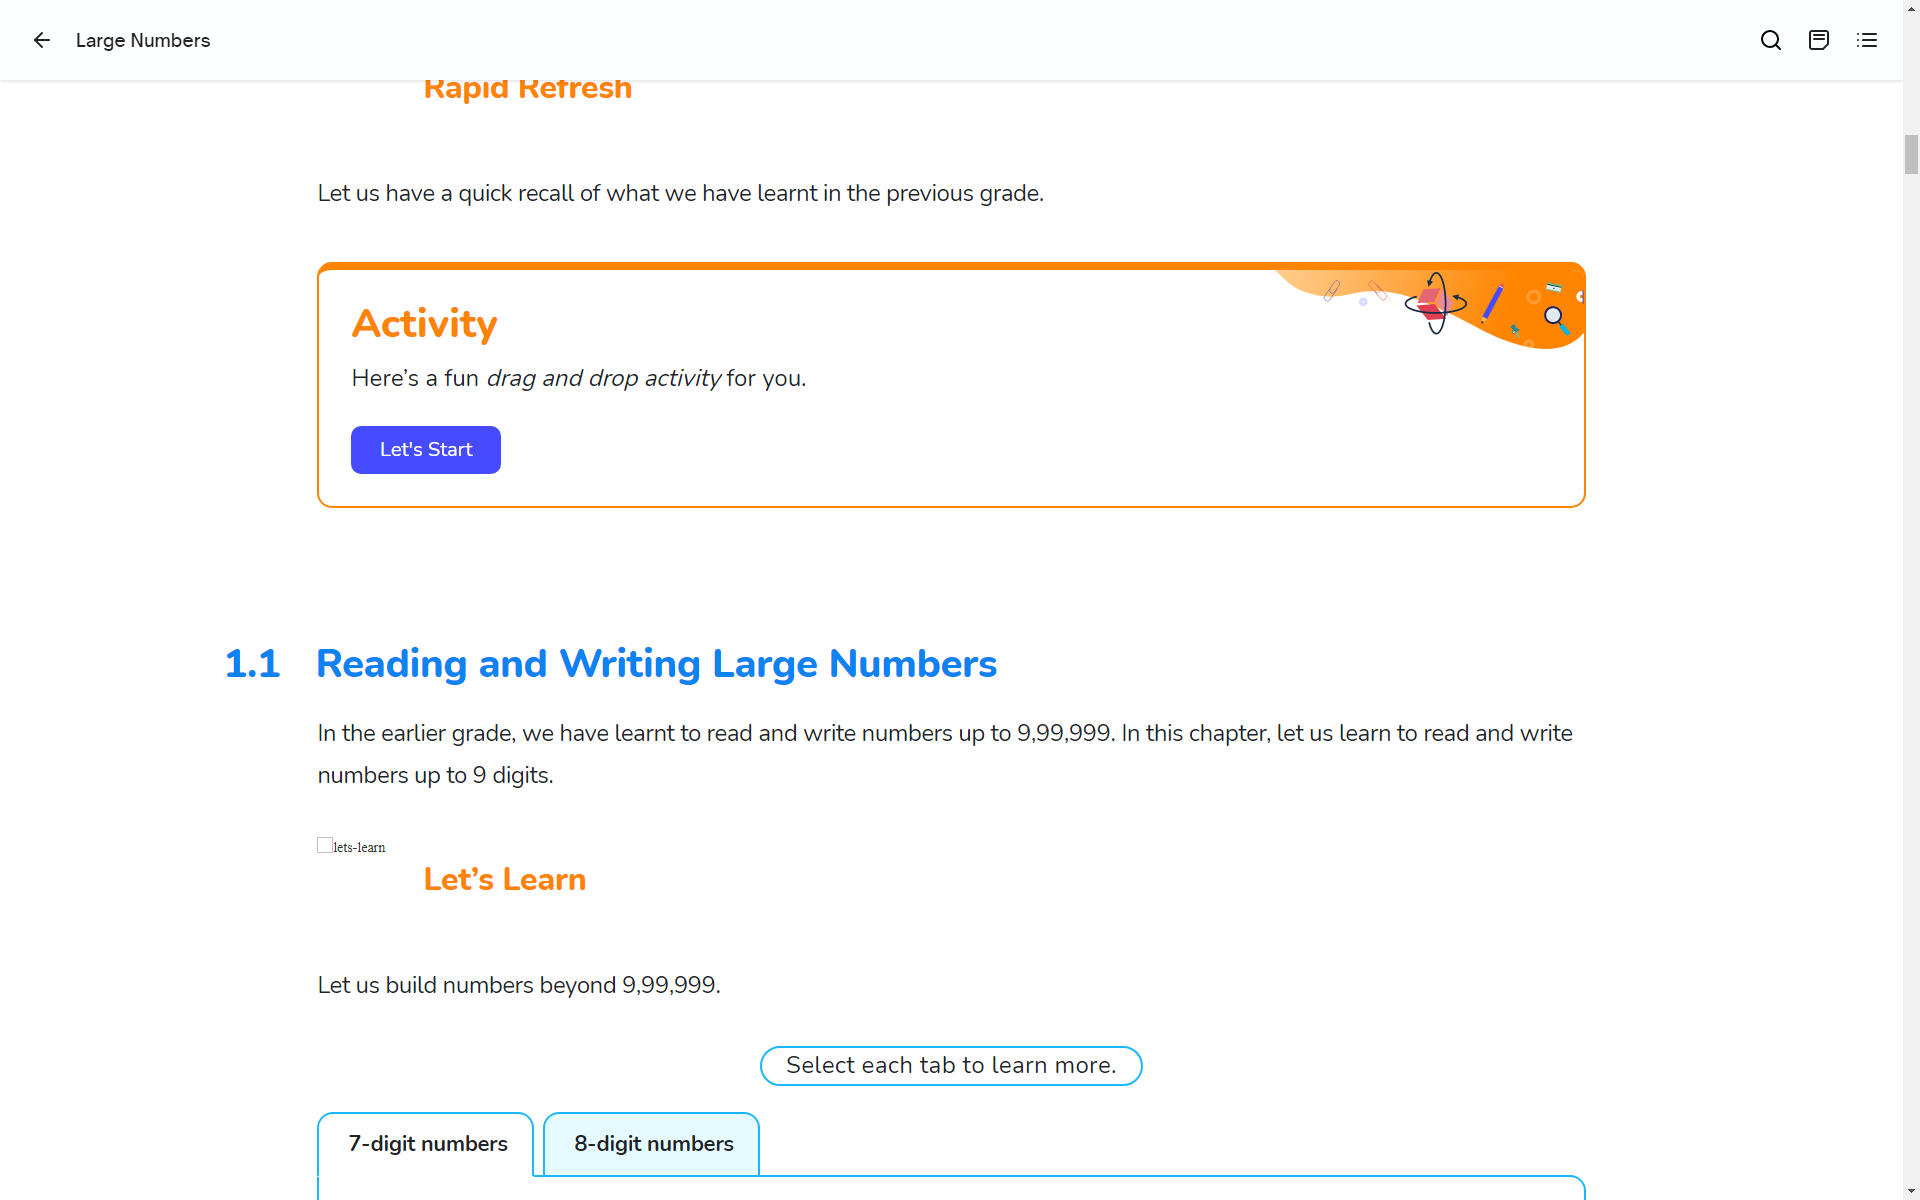 Large Numbers
Rapid Refresh
Let us have a quick recall of what we have learnt in the previous grade.
Activity
Here’s a fun drag and drop activity for you.
Let's Start
1.1 Reading and Writing Large Numbers
In the earlier grade, we have learnt to read and write numbers up to 9,99,999. In this chapter, let us learn to read and write
numbers up to 9 digits.
lets-learn
Let’s Learn
Let us build numbers beyond 9,99,999.
Select each tab to learn more.
7-digit numbers
8-digit numbers